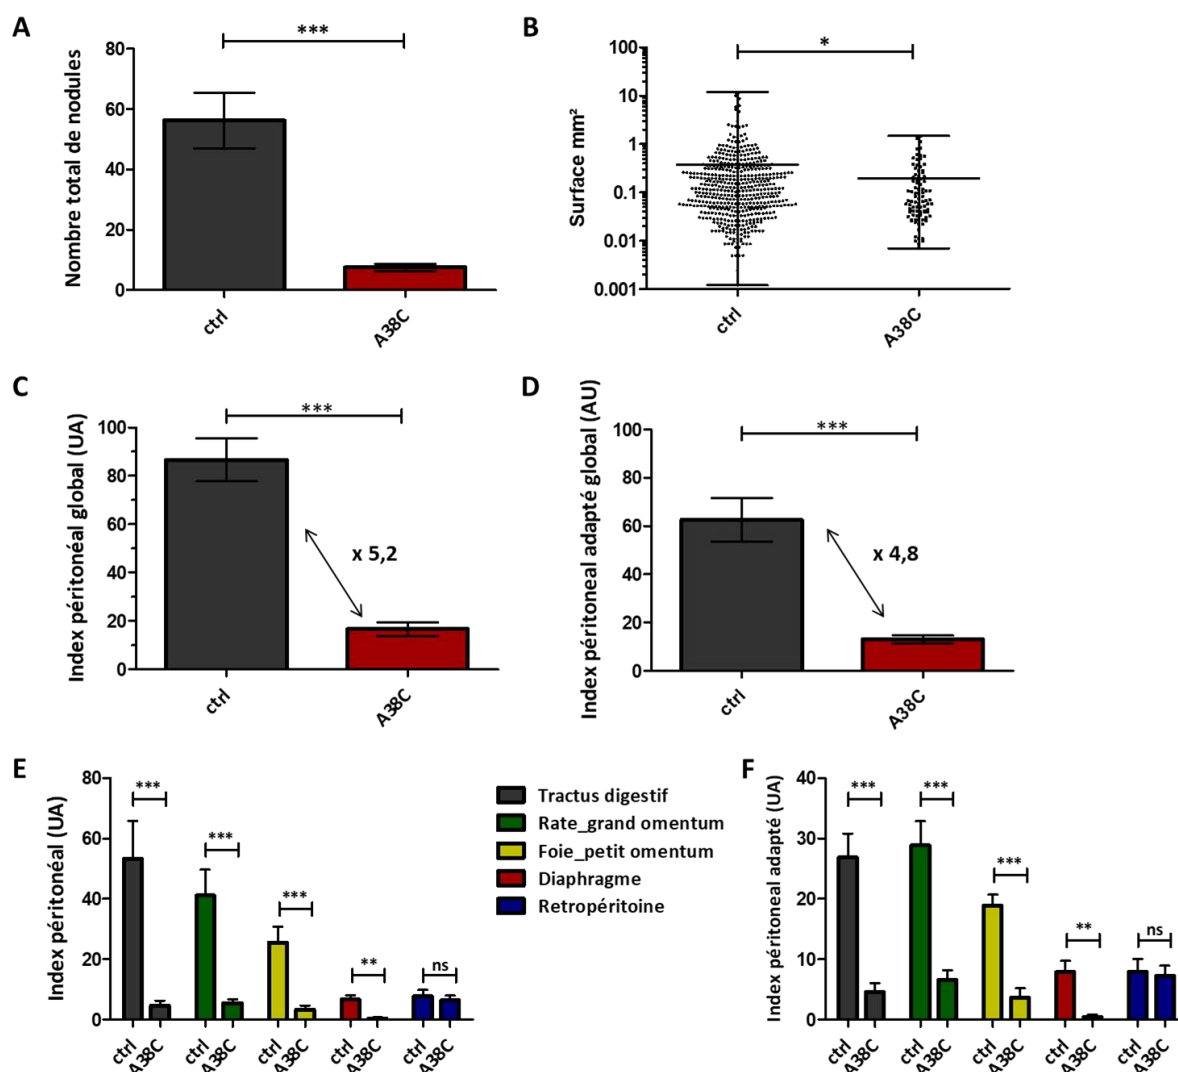 A
Nombre total de nodules
80
60
40
20
0
***
ctrl
A38C
B
Surface mm²
100
10
1
0.1
0.01
0.001
*
ctrl
A38C
C
Index péritonéal global (UA)
100
80
60
40
20
0
***
x 5,2
ctrl
A38C
D
Index péritoneal adapté global (AU)
100
80
60
40
20
0
***
x 4,8
ctrl
A38C
E
Index péritonéal (UA)
80
60
40
20
0
***
***
***
**
ns
ctrl
A38C
ctrl
A38C
ctrl
A38C
ctrl
A38C
ctrl
A38C
Tractus digestif
Rate_grand omentum
Foie_petit omentum
Diaphragme
Retropéritoine
F
Index péritoneal adapté (UA)
40
30
20
10
0
***
***
***
**
ns
ctrl
A38C
ctrl
A38C
ctrl
A38C
ctrl
A38C
ctrl
A38C